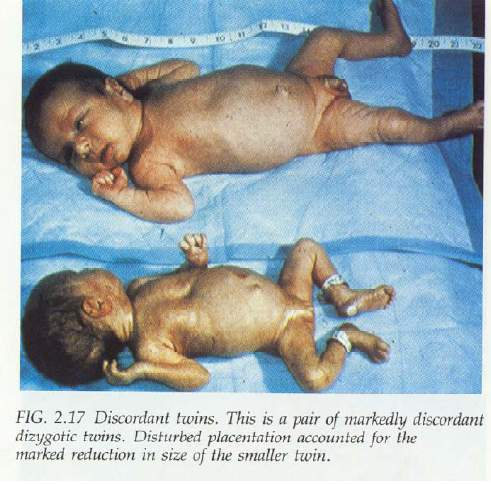 2 3 4 5 6 7 8 9 10 11 12 13 19 20 21 22
FIG. 2.17 Discordant twins. This is a pair of markedly discordant
dizygotic twins. Disturbed placentation accounted for the
marked reduction in size of the smaller twin.